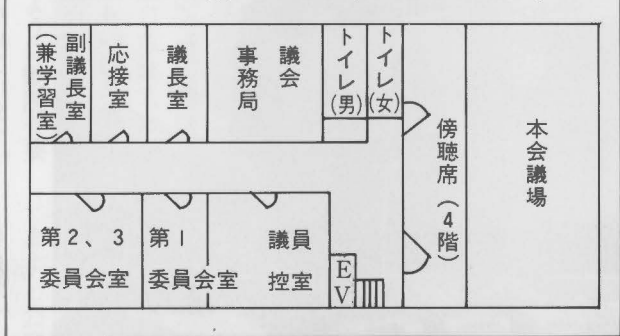 副議長室
(兼学習室)
応接室
議長室
議会
事務局
トイレ(男)
トイレ(女)
傍聴席(4階)
本会議場
第2、3
委員会室
第1
委員会室
議員
控室
EV